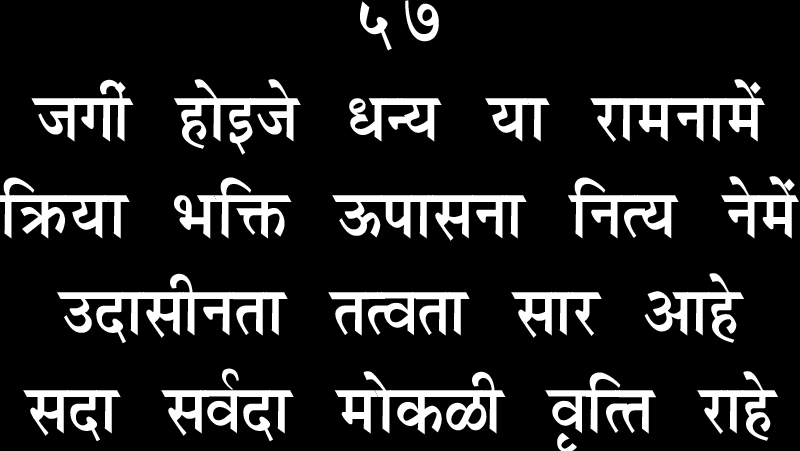 ५७
जगीं होइजे धन्य या रामनामें
क्रिया भक्ति ऊपासना नित्य नेमें
उदासीनता तत्वता सार आहे
सदा सर्वदा मोकळी वृत्ति राहे